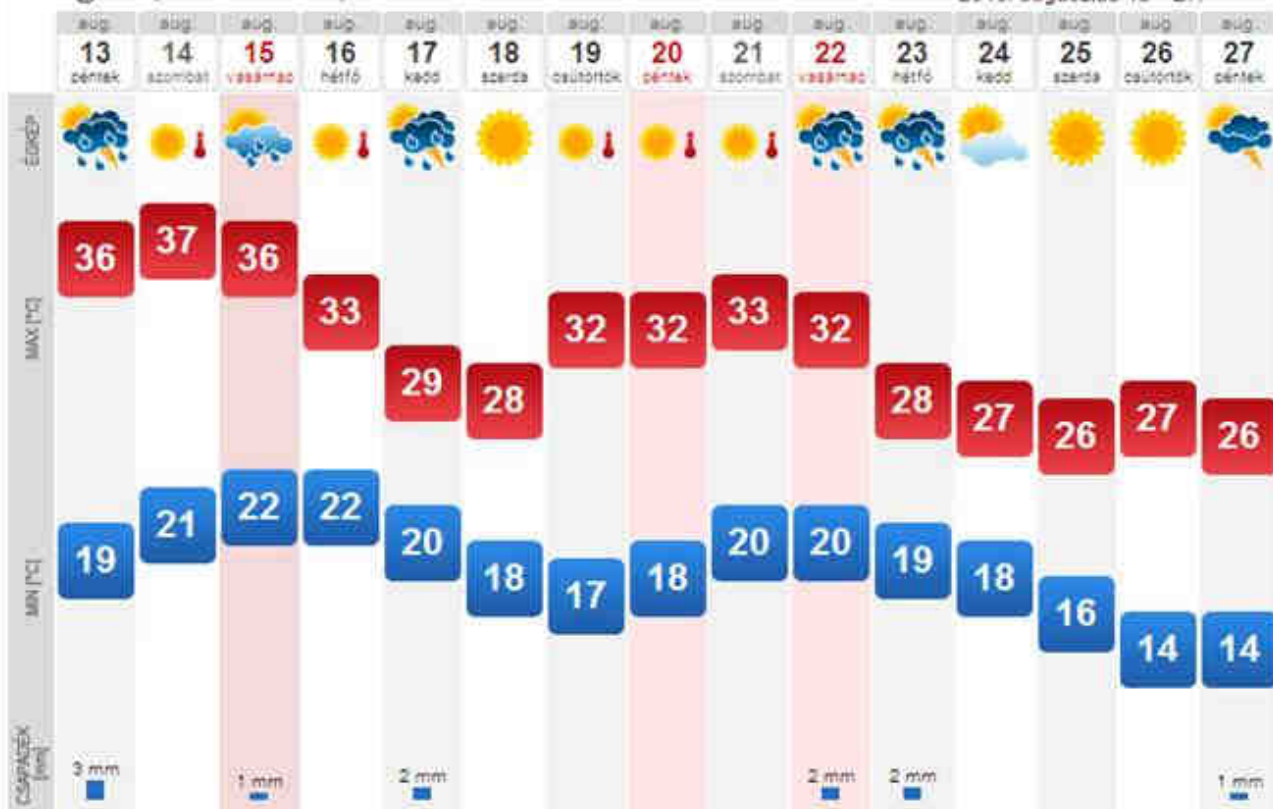 aug. aug. aug. aug. aug. aug. aug. aug. aug. aug. aug. aug. aug. aug. aug.
13 14 15 16 17 18 19 20 21 22 23 24 25 26 27
péntek szombat vasárnap hétfő kedd szerda csütörtök péntek szombat vasárnap hétfő kedd szerda csütörtök péntek
ÉGKÉP
MAX [°C]
36 37 36 33 29 28 32 32 33 32 28 27 26 27 26
MIN [°C]
19 21 22 22 20 18 17 18 20 20 19 18 16 14 14
CSAPADÉK
[mm]
3 mm 1 mm 2 mm 2 mm 2 mm 1 mm